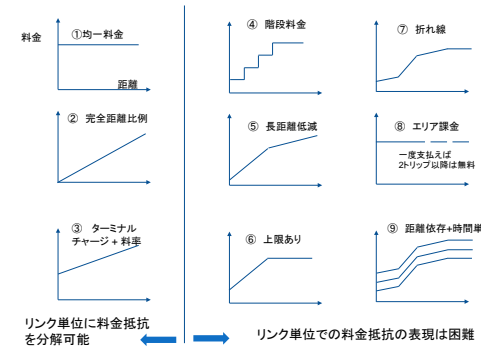 料金
①均一料金
距離
② 完全距離比例
③ ターミナル
チャージ + 料率
リンク単位に料金抵抗
を分解可能
④ 階段料金
⑤ 長距離低減
⑥ 上限あり
⑦ 折れ線
⑧ エリア課金
一度支払えば
2トリップ以降は無料
⑨ 距離依存+時間単
リンク単位での料金抵抗の表現は困難